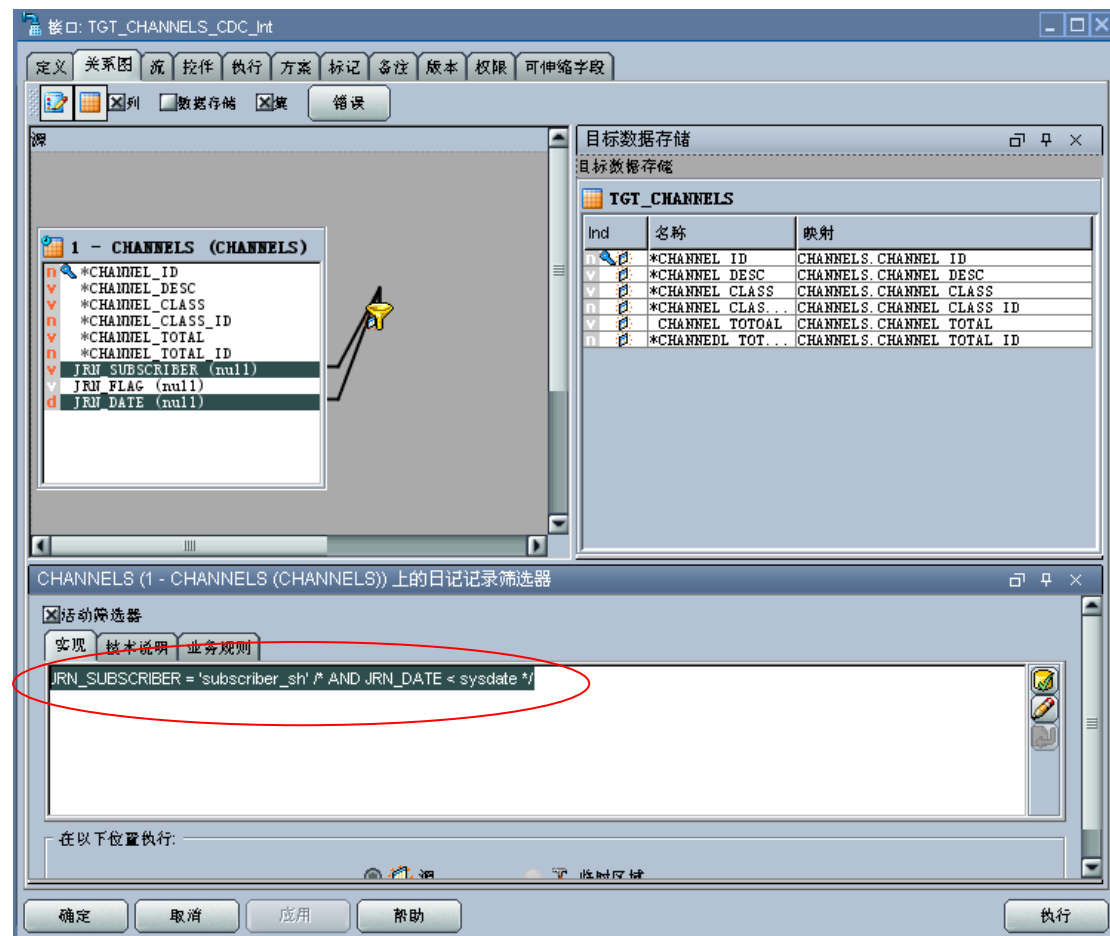 接口: TGT_CHANNELS_CDC_Int
定义 关系图 流 控件 执行 方案 标记 备注 版本 权限 可伸缩字段
列 数据存储 集 错误
源
目标数据存储
目标数据存储
TGT_CHANNELS
Ind 名称 映射
n *CHANNEL ID CHANNELS.CHANNEL ID
v *CHANNEL DESC CHANNELS.CHANNEL DESC
v *CHANNEL CLASS CHANNELS.CHANNEL CLASS
n *CHANNEL CLAS... CHANNELS.CHANNEL CLASS ID
v CHANNEL TOTOAL CHANNELS.CHANNEL TOTAL
n *CHANNEDL TOT... CHANNELS.CHANNEL TOTAL ID
1 - CHANNELS (CHANNELS)
n *CHANNEL_ID
v *CHANNEL_DESC
v *CHANNEL_CLASS
n *CHANNEL_CLASS_ID
v *CHANNEL_TOTAL
n *CHANNEL_TOTAL_ID
v JRN_SUBSCRIBER (null)
v JRN_FLAG (null)
d JRN_DATE (null)
CHANNELS (1 - CHANNELS (CHANNELS)) 上的日记记录筛选器
活动筛选器
实现 技术说明 业务规则
JRN_SUBSCRIBER = 'subscriber_sh' /* AND JRN_DATE < sysdate */
在以下位置执行:
源 临时区域
确定 取消 应用 帮助 执行